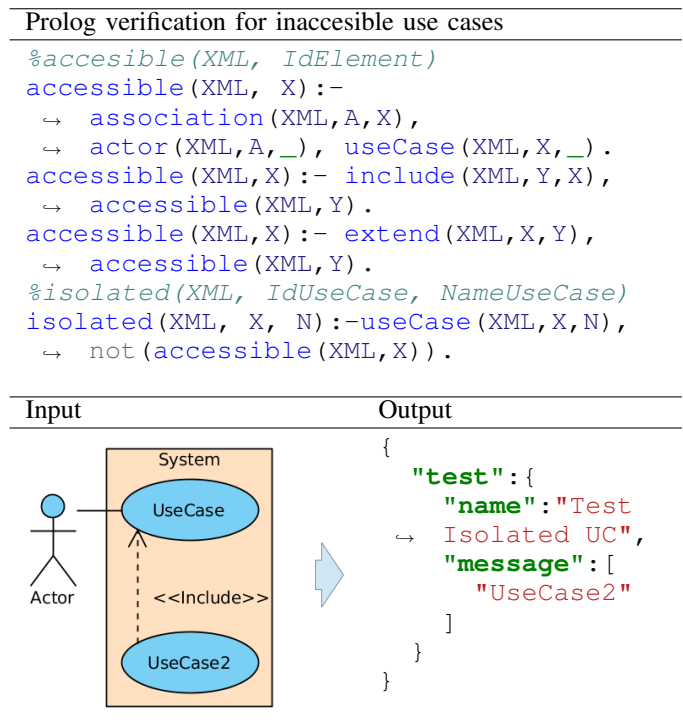 Prolog verification for inaccesible use cases
%accesible(XML, IdElement)
accessible(XML, X):-
↪ association(XML,A,X),
↪ actor(XML,A,_), useCase(XML,X,_).
accessible(XML,X):- include(XML,Y,X),
↪ accessible(XML,Y).
accessible(XML,X):- extend(XML,X,Y),
↪ accessible(XML,Y).
%isolated(XML, IdUseCase, NameUseCase)
isolated(XML, X, N):-useCase(XML,X,N),
↪ not(accessible(XML,X)).
Input
System
UseCase
Actor
<<Include>>
UseCase2
Output
{
"test":{
"name":"Test
↪ Isolated UC",
"message":[
"UseCase2"
]
}
}